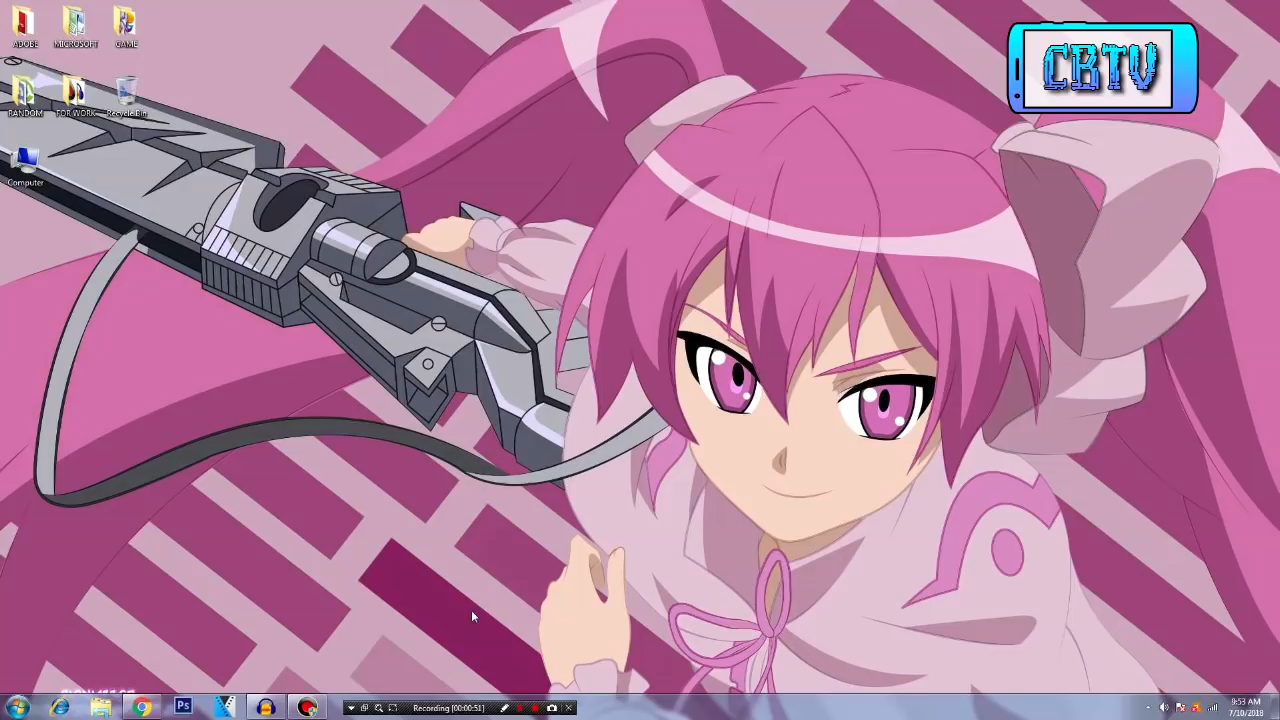 ADOBE MICROSOFT GAME
RANDOM FOR WORK Recycle Bin
Computer
CBTV
Ps
Recording [00:00:51]
9:53 AM
7/10/2018